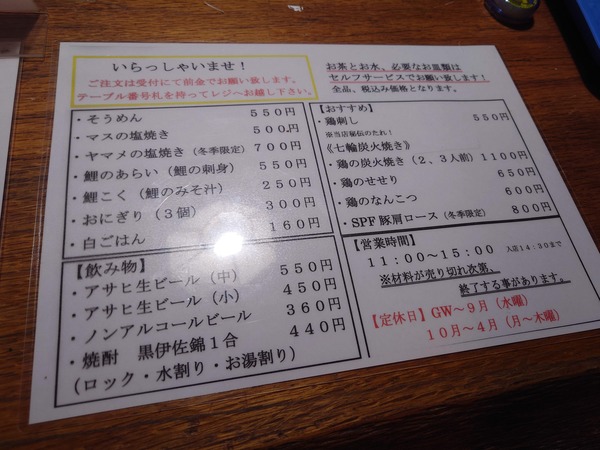 いらっしゃいませ！
ご注文は受付にて前金でお願い致します。
テーブル番号札を持ってレジへお越し下さい。
お茶とお水、必要なお皿類は
セルフサービスでお願い致します！
全品、税込み価格となります。
・そうめん 550円
・マスの塩焼き 500円
・ヤマメの塩焼き（冬季限定） 700円
・鯉のあらい（鯉の刺身） 550円
・鯉こく（鯉のみそ汁） 250円
・おにぎり（3個） 300円
・白ごはん 160円
【飲み物】
・アサヒ生ビール（中） 550円
・アサヒ生ビール（小） 450円
・ノンアルコールビール 360円
・焼酎 黒伊佐錦1合 440円
（ロック・水割り・お湯割り）
【おすすめ】
・鶏刺し 550円
※当店秘伝のたれ！
《七輪炭火焼き》
・鶏の炭火焼き（2、3人前）1100円
・鶏のせせり 650円
・鶏のなんこつ 600円
・SPF豚肩ロース（冬季限定） 800円
【営業時間】
11：00～15：00 入店14：30まで
※材料が売り切れ次第、
終了する事があります。
【定休日】GW～9月（水曜）
10月～4月（月～木曜）